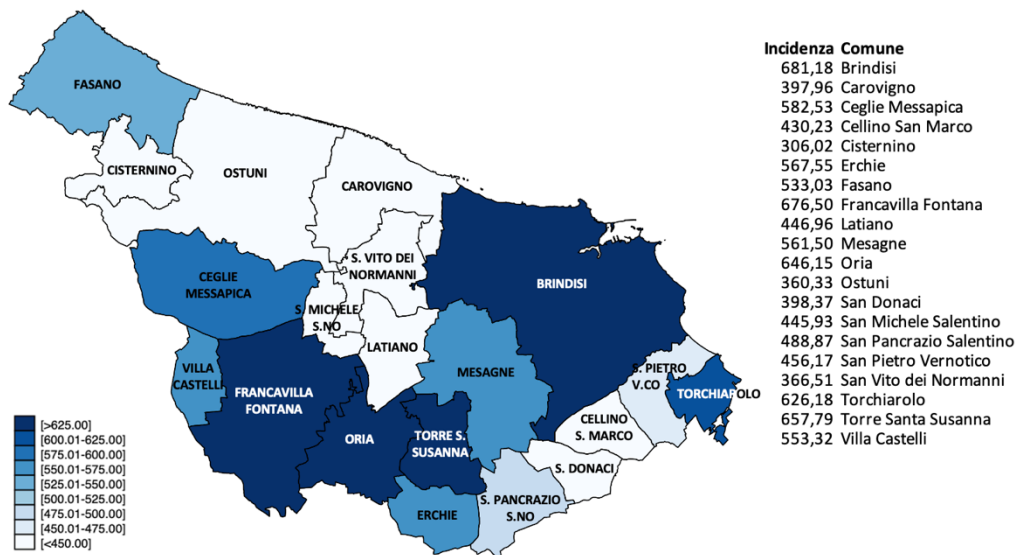 FASANO
CISTERNINO
OSTUNI
CAROVIGNO
S. VITO DEI
NORMANNI
CEGLIE
MESSAPICA
BRINDISI
S. MICHELE
S.NO
LATIANO
VILLA
CASTELLI
MESAGNE
S. PIETRO
V.CO
TORCHIAROLO
FRANCAVILLA
FONTANA
CELLINO
S. MARCO
ORIA
TORRE S.
SUSANNA
S. DONACI
S. PANCRAZIO
S.NO
ERCHIE
[>625.00]
[600.01-625.00]
[575.01-600.00]
[550.01-575.00]
[525.01-550.00]
[500.01-525.00]
[475.01-500.00]
[450.01-475.00]
[<450.00]
Incidenza Comune
681,18 Brindisi
397,96 Carovigno
582,53 Ceglie Messapica
430,23 Cellino San Marco
306,02 Cisternino
567,55 Erchie
533,03 Fasano
676,50 Francavilla Fontana
446,96 Latiano
561,50 Mesagne
646,15 Oria
360,33 Ostuni
398,37 San Donaci
445,93 San Michele Salentino
488,87 San Pancrazio Salentino
456,17 San Pietro Vernotico
366,51 San Vito dei Normanni
626,18 Torchiarolo
657,79 Torre Santa Susanna
553,32 Villa Castelli